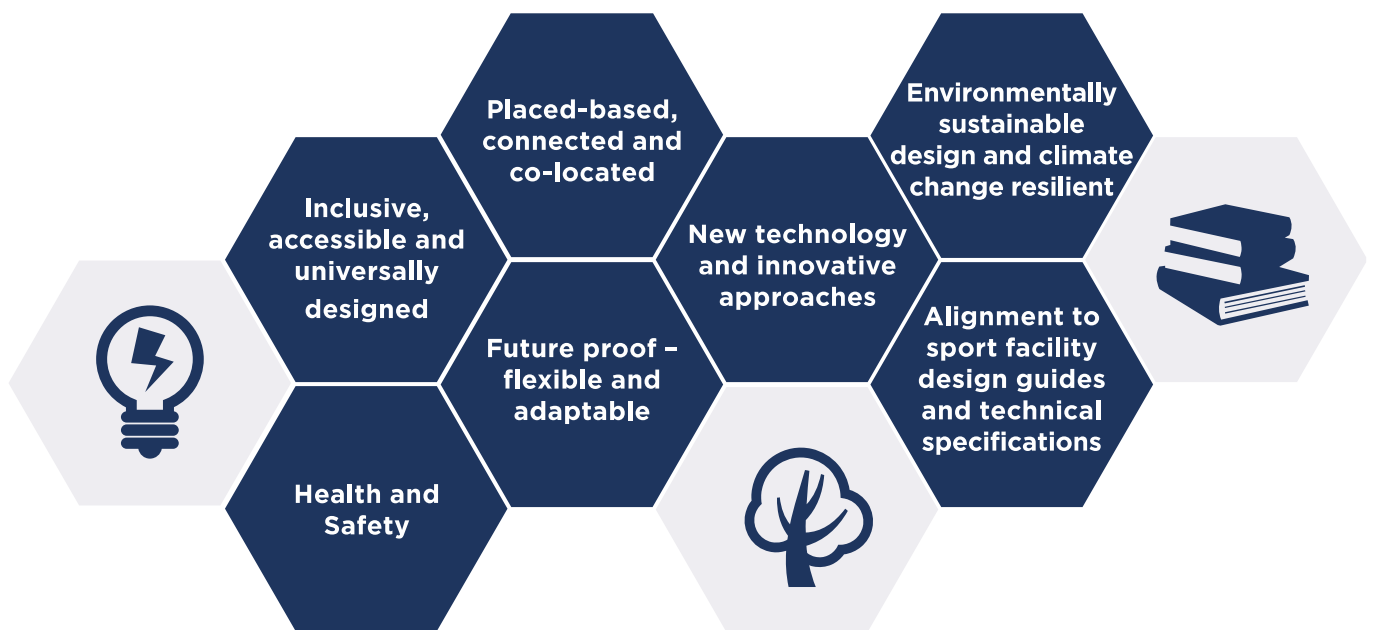 Placed-based,
connected and
co-located
Environmentally
sustainable
design and climate
change resilient
Inclusive,
accessible and
universally
designed
New technology
and innovative
approaches
Future proof –
flexible and
adaptable
Alignment to
sport facility
design guides
and technical
specifications
Health and
Safety